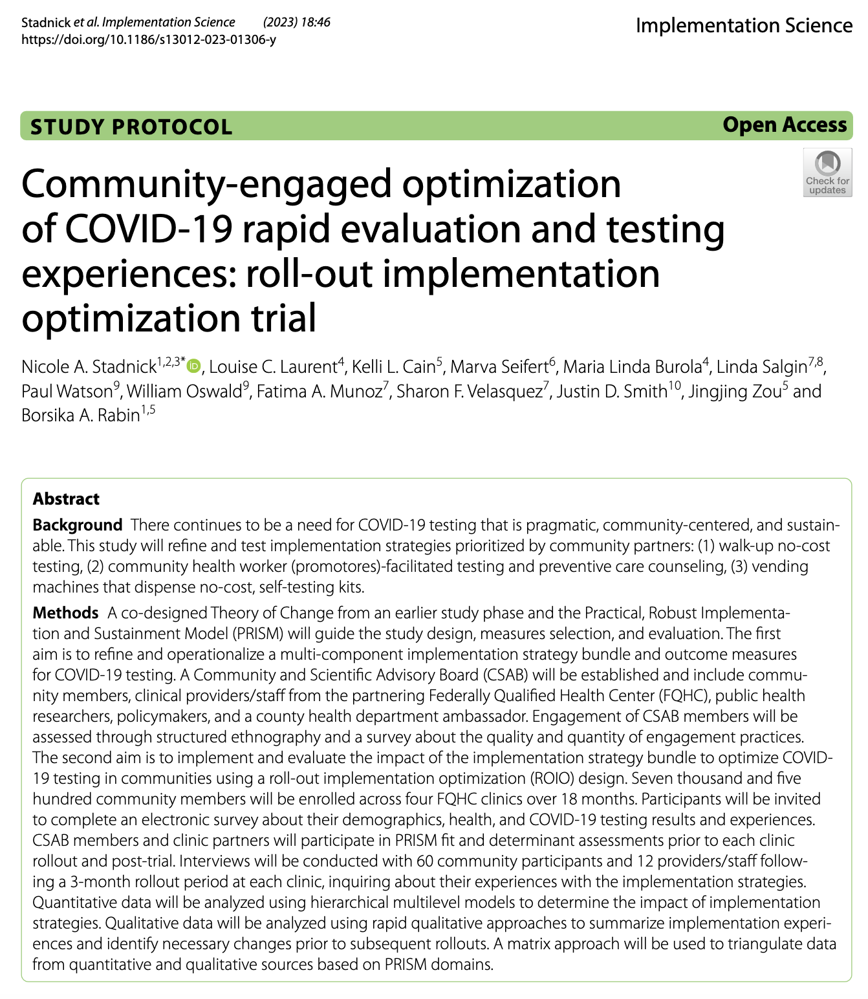 Stadnick et al. Implementation Science (2023) 18:46
https://doi.org/10.1186/s13012-023-01306-y
Implementation Science
STUDY PROTOCOL
Open Access
Check for
updates
Community-engaged optimization
of COVID-19 rapid evaluation and testing
experiences: roll-out implementation
optimization trial
Nicole A. Stadnick1,2,3* iD, Louise C. Laurent4, Kelli L. Cain5, Marva Seifert6, Maria Linda Burola4, Linda Salgin7,8,
Paul Watson9, William Oswald9, Fatima A. Munoz7, Sharon F. Velasquez7, Justin D. Smith10, Jingjing Zou5 and
Borsika A. Rabin1,5
Abstract
Background There continues to be a need for COVID-19 testing that is pragmatic, community-centered, and sustain-
able. This study will refine and test implementation strategies prioritized by community partners: (1) walk-up no-cost
testing, (2) community health worker (promotores)-facilitated testing and preventive care counseling, (3) vending
machines that dispense no-cost, self-testing kits.
Methods A co-designed Theory of Change from an earlier study phase and the Practical, Robust Implementa-
tion and Sustainment Model (PRISM) will guide the study design, measures selection, and evaluation. The first
aim is to refine and operationalize a multi-component implementation strategy bundle and outcome measures
for COVID-19 testing. A Community and Scientific Advisory Board (CSAB) will be established and include commu-
nity members, clinical providers/staff from the partnering Federally Qualified Health Center (FQHC), public health
researchers, policymakers, and a county health department ambassador. Engagement of CSAB members will be
assessed through structured ethnography and a survey about the quality and quantity of engagement practices.
The second aim is to implement and evaluate the impact of the implementation strategy bundle to optimize COVID-
19 testing in communities using a roll-out implementation optimization (ROIO) design. Seven thousand and five
hundred community members will be enrolled across four FQHC clinics over 18 months. Participants will be invited
to complete an electronic survey about their demographics, health, and COVID-19 testing results and experiences.
CSAB members and clinic partners will participate in PRISM fit and determinant assessments prior to each clinic
rollout and post-trial. Interviews will be conducted with 60 community participants and 12 providers/staff follow-
ing a 3-month rollout period at each clinic, inquiring about their experiences with the implementation strategies.
Quantitative data will be analyzed using hierarchical multilevel models to determine the impact of implementation
strategies. Qualitative data will be analyzed using rapid qualitative approaches to summarize implementation experi-
ences and identify necessary changes prior to subsequent rollouts. A matrix approach will be used to triangulate data
from quantitative and qualitative sources based on PRISM domains.